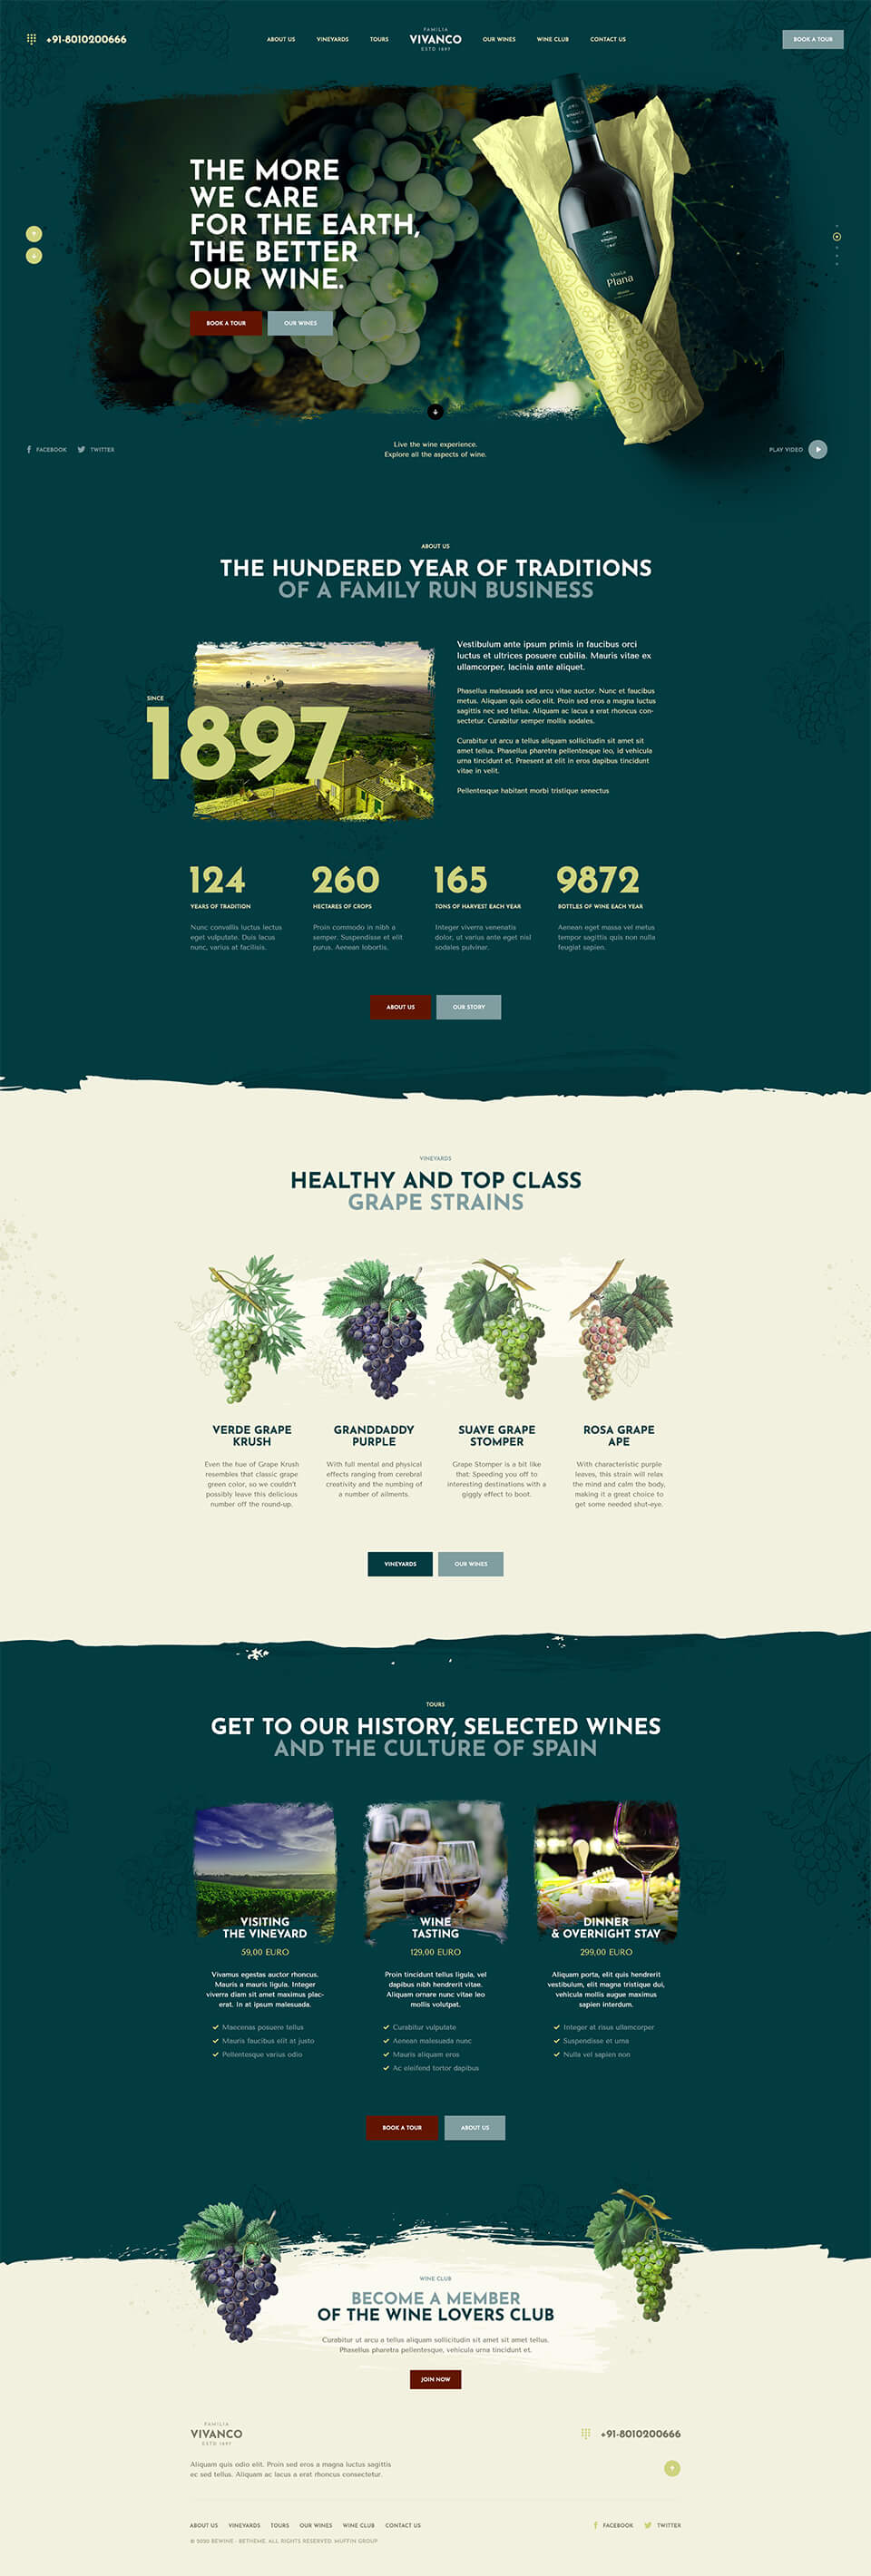 +91-8010200666
ABOUT US
VINEYARDS
TOURS
FAMILIA
VIVANCO
ESTD 1897
OUR WINES
WINE CLUB
CONTACT US
BOOK A TOUR
THE MORE
WE CARE
FOR THE EARTH,
THE BETTER
OUR WINE.
BOOK A TOUR
OUR WINES
VIVANCO
Piana
FACEBOOK
TWITTER
Live the wine experience.
Explore all the aspects of wine.
PLAY VIDEO
ABOUT US
THE HUNDERED YEAR OF TRADITIONS
OF A FAMILY RUN BUSINESS
SINCE
1897
Vestibulum ante ipsum primis in faucibus orci
luctus et ultrices posuere cubilia. Mauris vitae ex
ullamcorper, lacinia ante aliquet.
Phasellus malesuada sed arcu vitae auctor. Nunc et faucibus
metus. Aliquam quis odio elit. Proin sed eros a magna luctus
sagittis nec sed tellus. Aliquam ac lacus a erat rhoncus con-
sectetur. Curabitur semper mollis sodales.
Curabitur ut arcu a tellus aliquam sollicitudin sit amet sit
amet tellus. Phasellus pharetra pellentesque leo, id vehicula
urna tincidunt et. Praesent at elit in eros dapibus tincidunt
vitae in velit.
Pellentesque habitant morbi tristique senectus
124
YEARS OF TRADITION
Nunc convallis luctus lectus
eget vulputate. Duis lacus
nunc, varius at facilisis.
260
HECTARES OF CROPS
Proin commodo in nibh a
semper. Suspendisse et elit
purus. Aenean lobortis.
165
TONS OF HARVEST EACH YEAR
Integer viverra venenatis
dolor, ut varius ante eget nisl
sodales pulvinar.
9872
BOTTLES OF WINE EACH YEAR
Aenean eget massa vel metus
tempor sagittis quis non nulla
feugiat sapien.
ABOUT US
OUR STORY
VINEYARDS
HEALTHY AND TOP CLASS
GRAPE STRAINS
VERDE GRAPE
KRUSH
Even the hue of Grape Krush
resembles that classic grape
green color, so we couldn't
possibly leave this delicious
number off the round-up.
GRANDDADDY
PURPLE
With full mental and physical
effects ranging from cerebral
creativity and the numbing of
a number of ailments.
SUAVE GRAPE
STOMPER
Grape Stomper is a bit like
that: Speeding you off to
interesting destinations with a
giggly effect to boot.
ROSA GRAPE
APE
With characteristic purple
leaves, this strain will relax
the mind and calm the body,
making it a great choice to
get some needed shut-eye.
VINEYARDS
OUR WINES
TOURS
GET TO OUR HISTORY, SELECTED WINES
AND THE CULTURE OF SPAIN
VISITING
THE VINEYARD
59,00 EURO
Vivamus egestas auctor rhoncus.
Mauris a mauris ligula. Integer
viverra diam sit amet maximus plac-
erat. In at ipsum malesuada.
Maecenas posuere tellus
Mauris faucibus elit at justo
Pellentesque varius odio
WINE
TASTING
129,00 EURO
Proin tincidunt tellus ligula, vel
dapibus nibh hendrerit vitae.
Aliquam ornare nunc vitae leo
mollis volutpat.
Curabitur vulputate
Aenean malesuada nunc
Mauris aliquam eros
Ac eleifend tortor dapibus
DINNER
& OVERNIGHT STAY
299,00 EURO
Aliquam porta, elit quis hendrerit
vestibulum, elit magna tristique dui,
vehicula mollis augue maximus
sapien interdum.
Integer at risus ullamcorper
Suspendisse et urna
Nulla vel sapien non
BOOK A TOUR
ABOUT US
WINE CLUB
BECOME A MEMBER
OF THE WINE LOVERS CLUB
Curabitur ut arcu a tellus aliquam sollicitudin sit amet sit amet tellus.
Phasellus pharetra pellentesque, vehicula urna tincidunt et.
JOIN NOW
FAMILIA
VIVANCO
ESTD 1897
+91-8010200666
Aliquam quis odio elit. Proin sed eros a magna luctus sagittis
ec sed tellus. Aliquam ac lacus a erat rhoncus consectetur.
ABOUT US
VINEYARDS
TOURS
OUR WINES
WINE CLUB
CONTACT US
FACEBOOK
TWITTER
© 2020 BEWINE - BETHEME. ALL RIGHTS RESERVED. MUFFIN GROUP